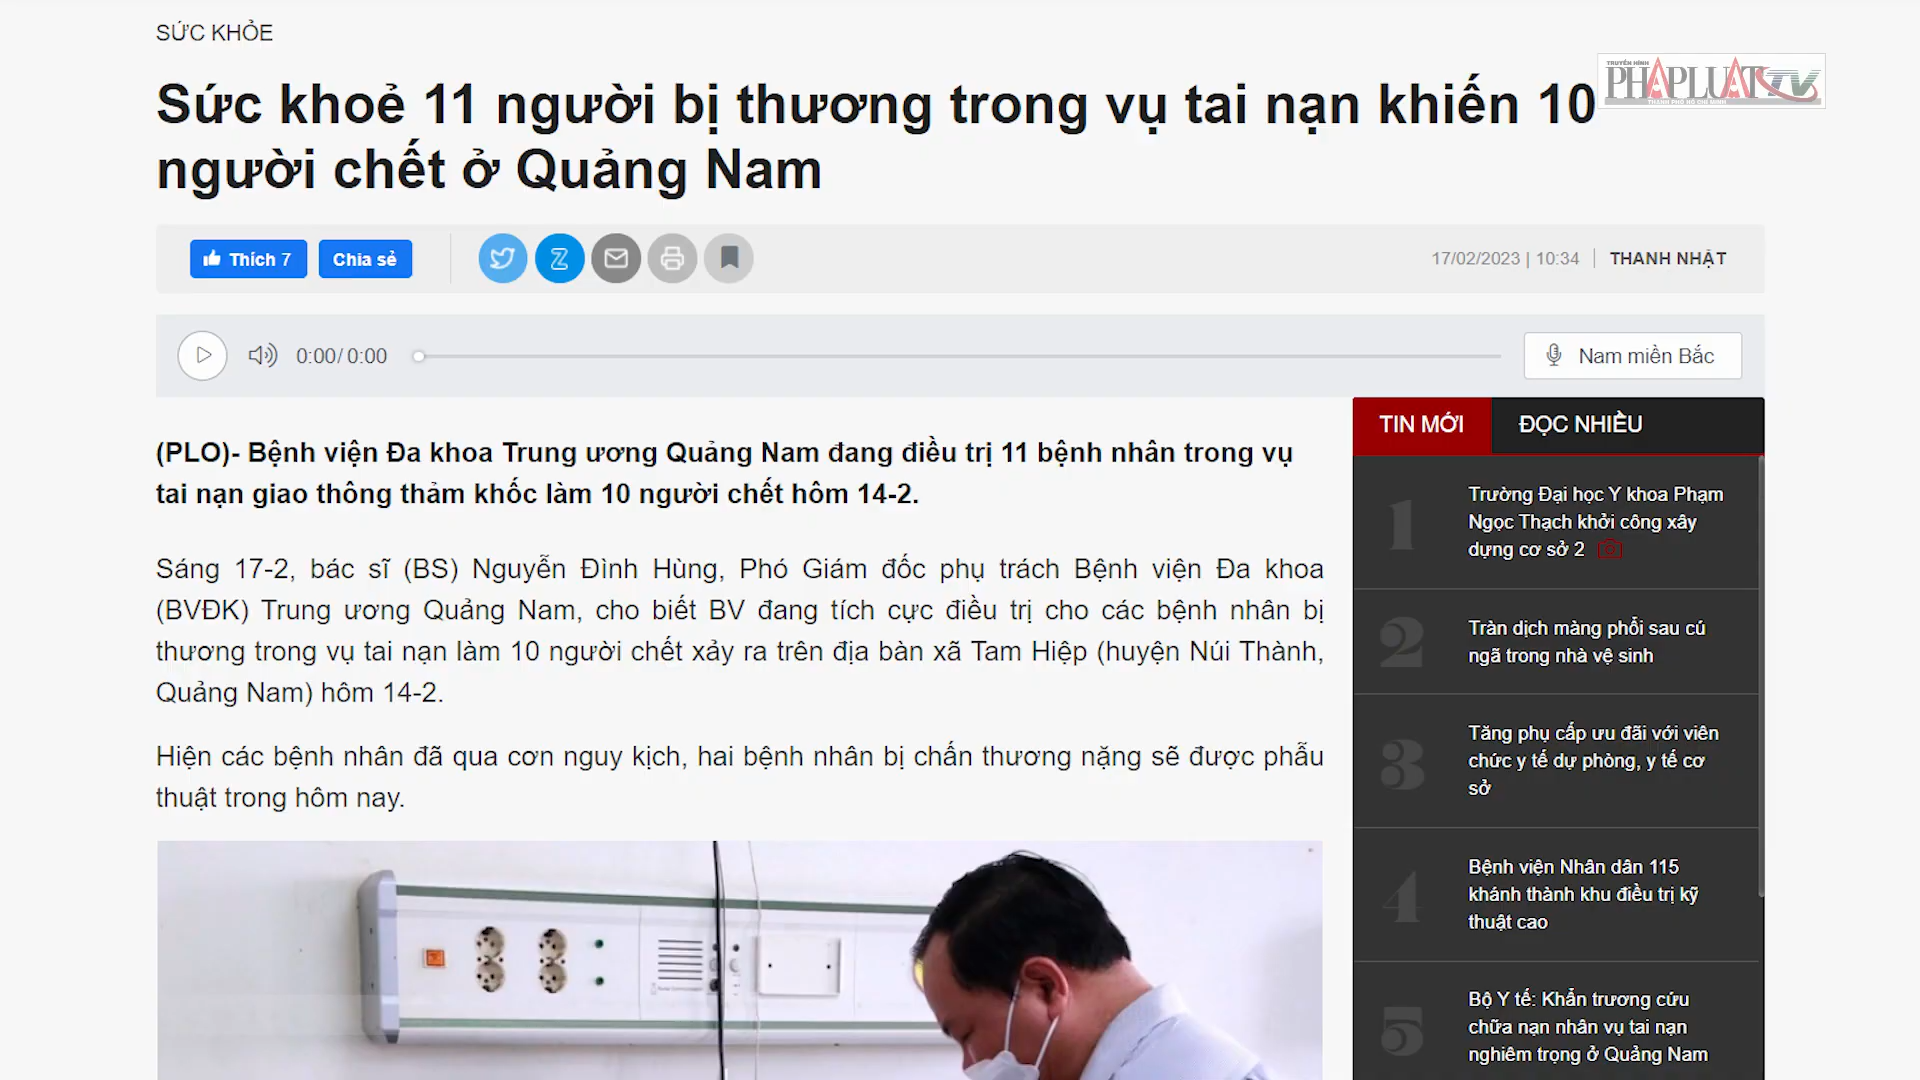 SỨC KHỎE
TRUYỀN HÌNH
PHÁPLUẬT TV
THÀNH PHỐ HỒ CHÍ MINH
Sức khoẻ 11 người bị thương trong vụ tai nạn khiến 10
người chết ở Quảng Nam
Thích 7
Chia sẻ
Z
17/02/2023 | 10:34
THANH NHẬT
0:00/ 0:00
Nam miền Bắc
(PLO)- Bệnh viện Đa khoa Trung ương Quảng Nam đang điều trị 11 bệnh nhân trong vụ
tai nạn giao thông thảm khốc làm 10 người chết hôm 14-2.
Sáng 17-2, bác sĩ (BS) Nguyễn Đình Hùng, Phó Giám đốc phụ trách Bệnh viện Đa khoa
(BVĐK) Trung ương Quảng Nam, cho biết BV đang tích cực điều trị cho các bệnh nhân bị
thương trong vụ tai nạn làm 10 người chết xảy ra trên địa bàn xã Tam Hiệp (huyện Núi Thành,
Quảng Nam) hôm 14-2.
Hiện các bệnh nhân đã qua cơn nguy kịch, hai bệnh nhân bị chấn thương nặng sẽ được phẫu
thuật trong hôm nay.
TIN MỚI
ĐỌC NHIỀU
1
Trường Đại học Y khoa Phạm
Ngọc Thạch khởi công xây
dựng cơ sở 2
2
Tràn dịch màng phổi sau cú
ngã trong nhà vệ sinh
3
Tăng phụ cấp ưu đãi với viên
chức y tế dự phòng, y tế cơ
sở
4
Bệnh viện Nhân dân 115
khánh thành khu điều trị kỹ
thuật cao
5
Bộ Y tế: Khẩn trương cứu
chữa nạn nhân vụ tai nạn
nghiêm trọng ở Quảng Nam